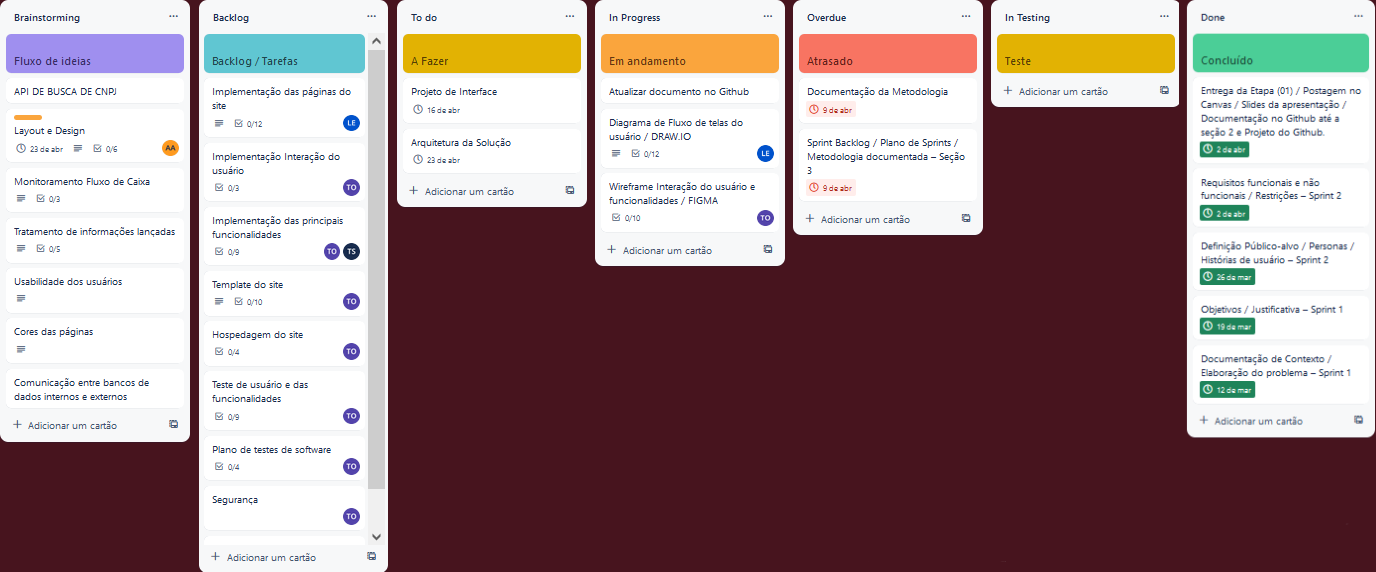 Brainstorming
Fluxo de ideias
API DE BUSCA DE CNPJ
Layout e Design
23 de abr
0/6
AA
Monitoramento Fluxo de Caixa
0/3
Tratamento de informações lançadas
0/5
Usabilidade dos usuários
Cores das páginas
Comunicação entre bancos de
dados internos e externos
+ Adicionar um cartão
Backlog
Backlog / Tarefas
Implementação das páginas do
site
0/12
LE
Implementação Interação do
usuário
0/3
TO
Implementação das principais
funcionalidades
0/9
TO
TS
Template do site
0/10
TO
Hospedagem do site
0/4
TO
Teste de usuário e das
funcionalidades
0/9
TO
Plano de testes de software
0/4
TO
Segurança
TO
+ Adicionar um cartão
To do
A Fazer
Projeto de Interface
16 de abr
Arquitetura da Solução
23 de abr
+ Adicionar um cartão
In Progress
Em andamento
Atualizar documento no Github
Diagrama de Fluxo de telas do
usuário / DRAW.IO
0/12
LE
Wireframe Interação do usuário e
funcionalidades / FIGMA
0/10
TO
+ Adicionar um cartão
Overdue
Atrasado
Documentação da Metodologia
9 de abr
Sprint Backlog / Plano de Sprints /
Metodologia documentada – Seção
3
9 de abr
+ Adicionar um cartão
In Testing
Teste
+ Adicionar um cartão
Done
Concluído
Entrega da Etapa (01) / Postagem no
Canvas / Slides da apresentação /
Documentação no Github até a
seção 2 e Projeto do Github.
2 de abr
Requisitos funcionais e não
funcionais / Restrições – Sprint 2
2 de abr
Definição Público-alvo / Personas /
Histórias de usuário – Sprint 2
26 de mar
Objetivos / Justificativa – Sprint 1
19 de mar
Documentação de Contexto /
Elaboração do problema – Sprint 1
12 de mar
+ Adicionar um cartão